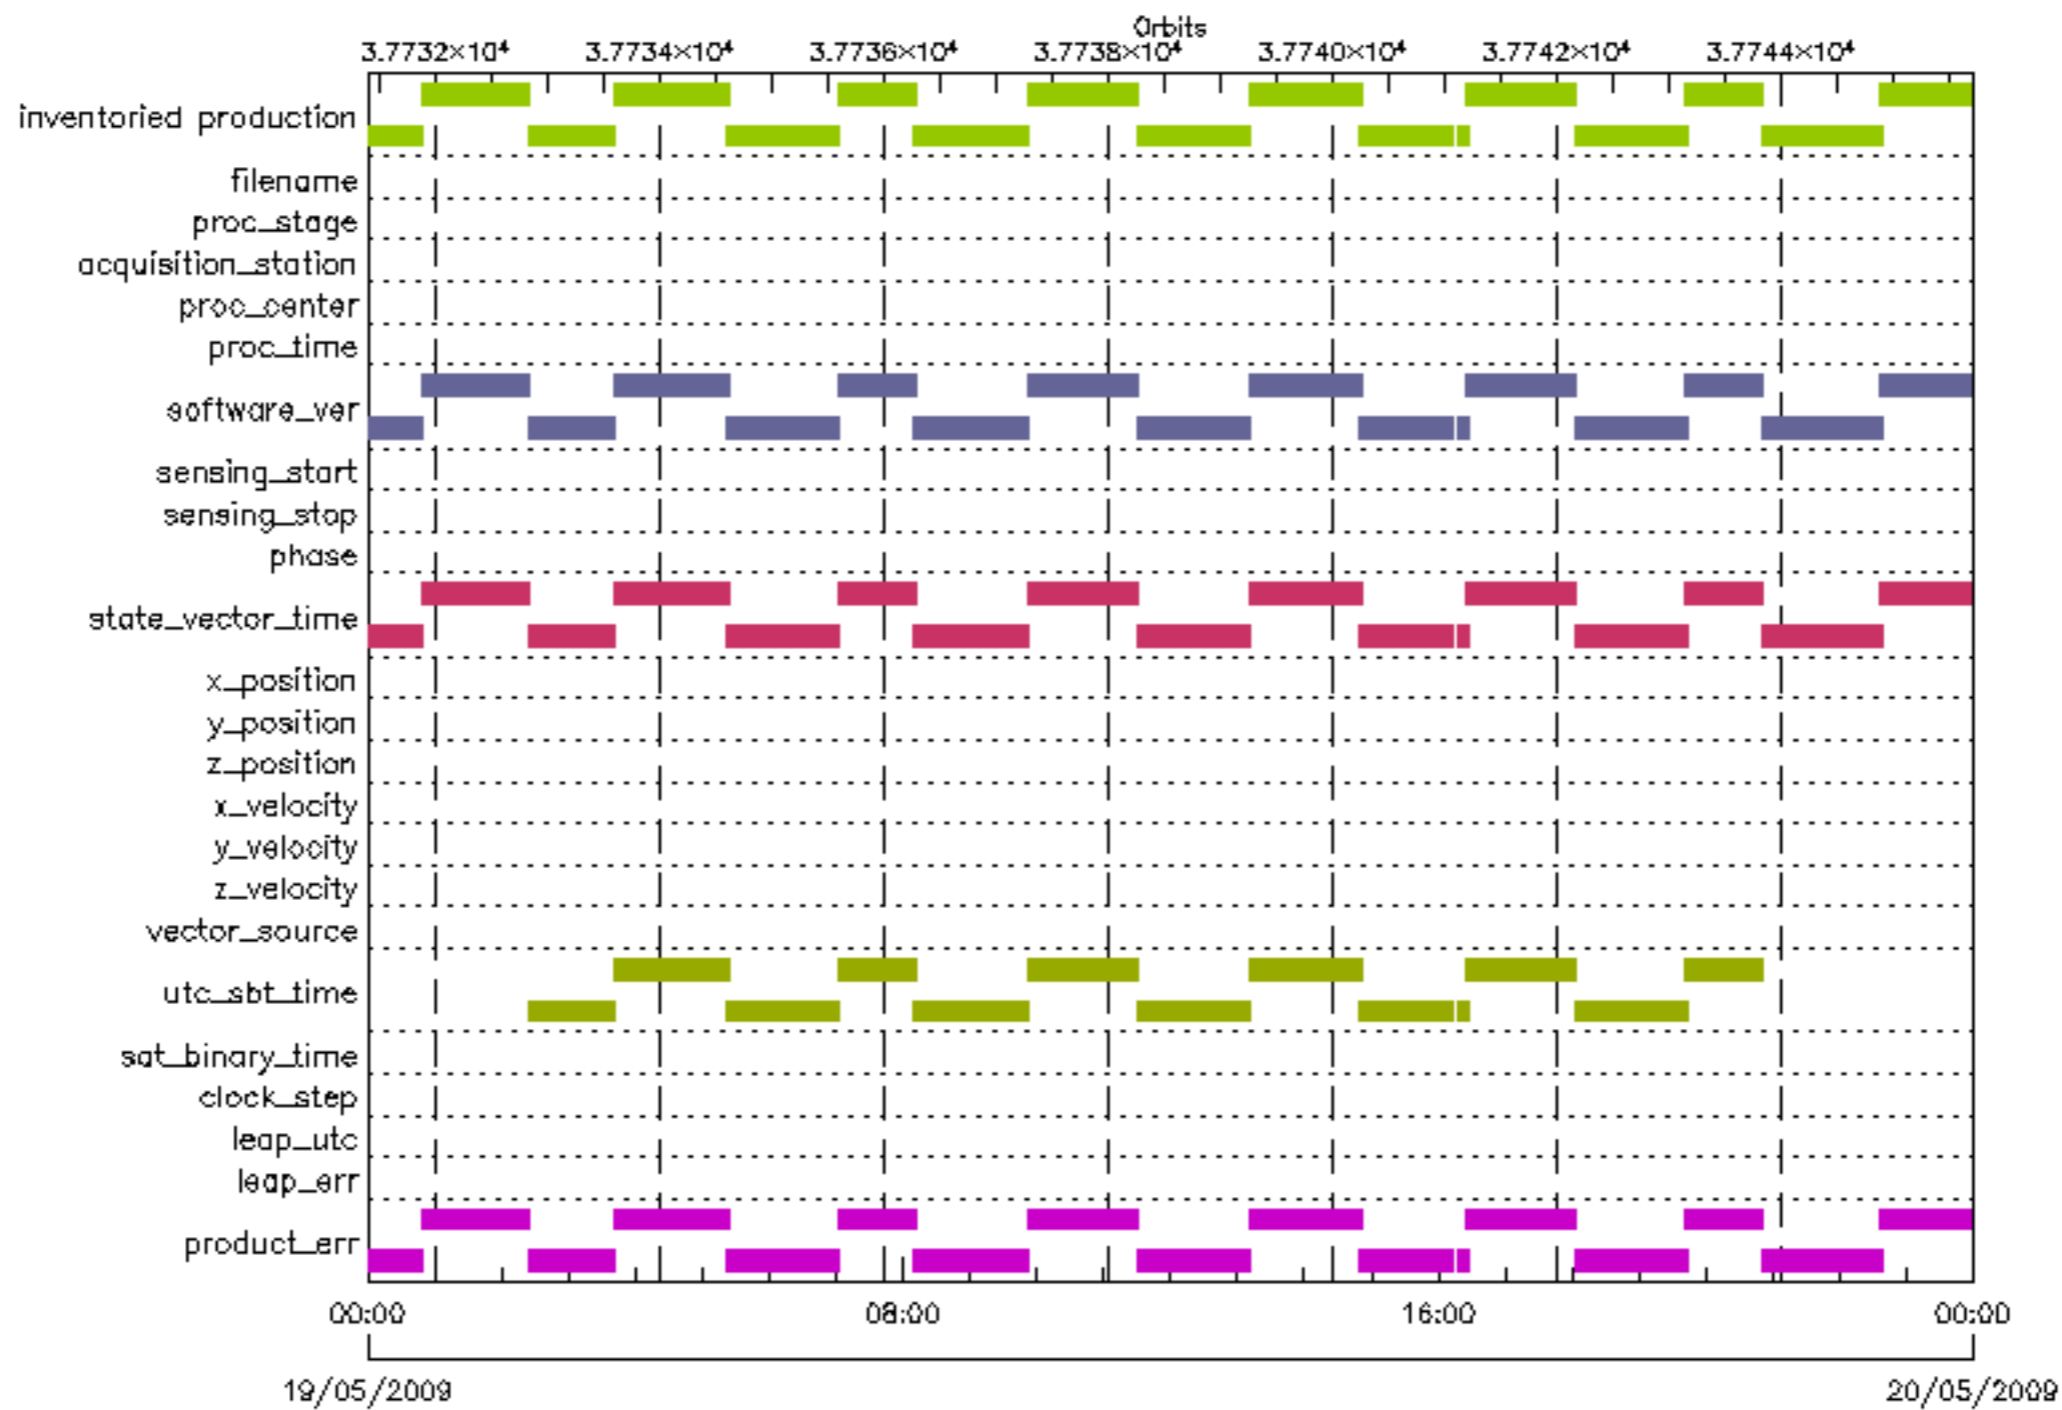 Orbits
3.7732×10⁴ 3.7734×10⁴ 3.7736×10⁴ 3.7738×10⁴ 3.7740×10⁴ 3.7742×10⁴ 3.7744×10⁴
inventoried production
filename
proc_stage
acquisition_station
proc_center
proc_time
software_ver
sensing_start
sensing_stop
phase
state_vector_time
x_position
y_position
z_position
x_velocity
y_velocity
z_velocity
vector_source
utc_sbt_time
sat_binary_time
clock_step
leap_utc
leap_err
product_err
00:00 08:00 16:00 00:00
19/05/2009 20/05/2009